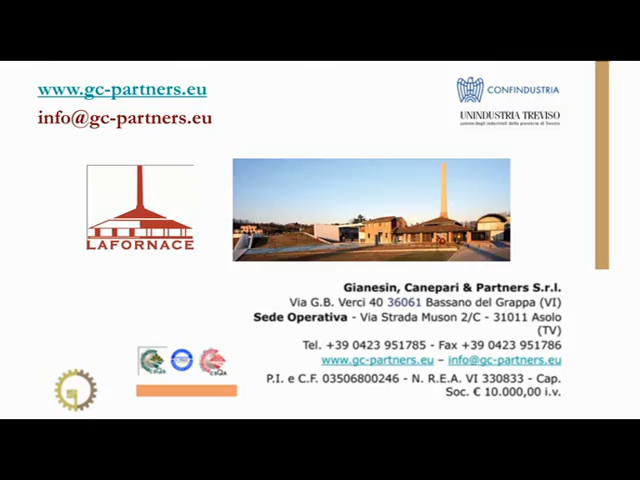 www.gc-partners.eu
info@gc-partners.eu
CONFINDUSTRIA
UNINDUSTRIA TREVISO
LAFORNACE
Gianesin, Canepari & Partners S.r.l.
Via G.B. Verci 40 36061 Bassano del Grappa (VI)
Sede Operativa - Via Strada Muson 2/C - 31011 Asolo
(TV)
Tel. +39 0423 951785 - Fax +39 0423 951786
www.gc-partners.eu – info@gc-partners.eu
P.I. e C.F. 03506800246 - N. R.E.A. VI 330833 - Cap.
Soc. € 10.000,00 i.v.